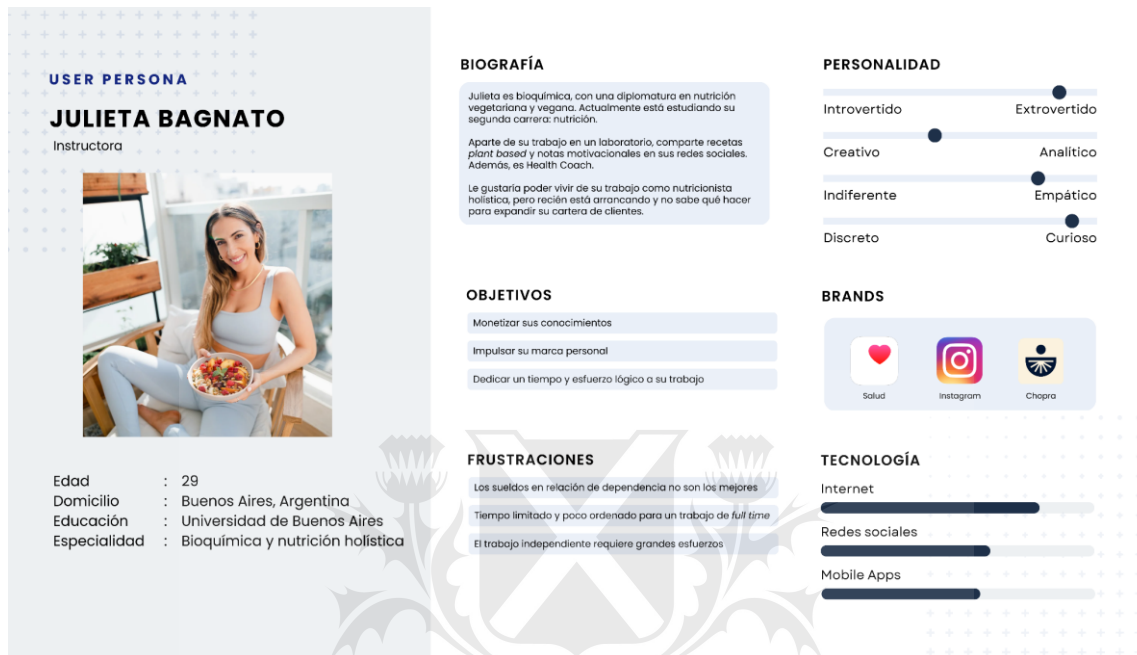 USER PERSONA
JULIETA BAGNATO
Instructora
Edad : 29
Domicilio : Buenos Aires, Argentina
Educación : Universidad de Buenos Aires
Especialidad : Bioquímica y nutrición holística
BIOGRAFÍA
Julieta es bioquímica, con una diplomatura en nutrición
vegetariana y vegana. Actualmente está estudiando su
segunda carrera: nutrición.
Aparte de su trabajo en un laboratorio, comparte recetas
plant based y notas motivacionales en sus redes sociales.
Además, es Health Coach.
Le gustaría poder vivir de su trabajo como nutricionista
holística, pero recién está arrancando y no sabe qué hacer
para expandir su cartera de clientes.
OBJETIVOS
Monetizar sus conocimientos
Impulsar su marca personal
Dedicar un tiempo y esfuerzo lógico a su trabajo
FRUSTRACIONES
Los sueldos en relación de dependencia no son los mejores
Tiempo limitado y poco ordenado para un trabajo de full time
El trabajo independiente requiere grandes esfuerzos
PERSONALIDAD
Introvertido Extrovertido
Creativo Analítico
Indiferente Empático
Discreto Curioso
BRANDS
Salud Instagram Chopra
TECNOLOGÍA
Internet
Redes sociales
Mobile Apps